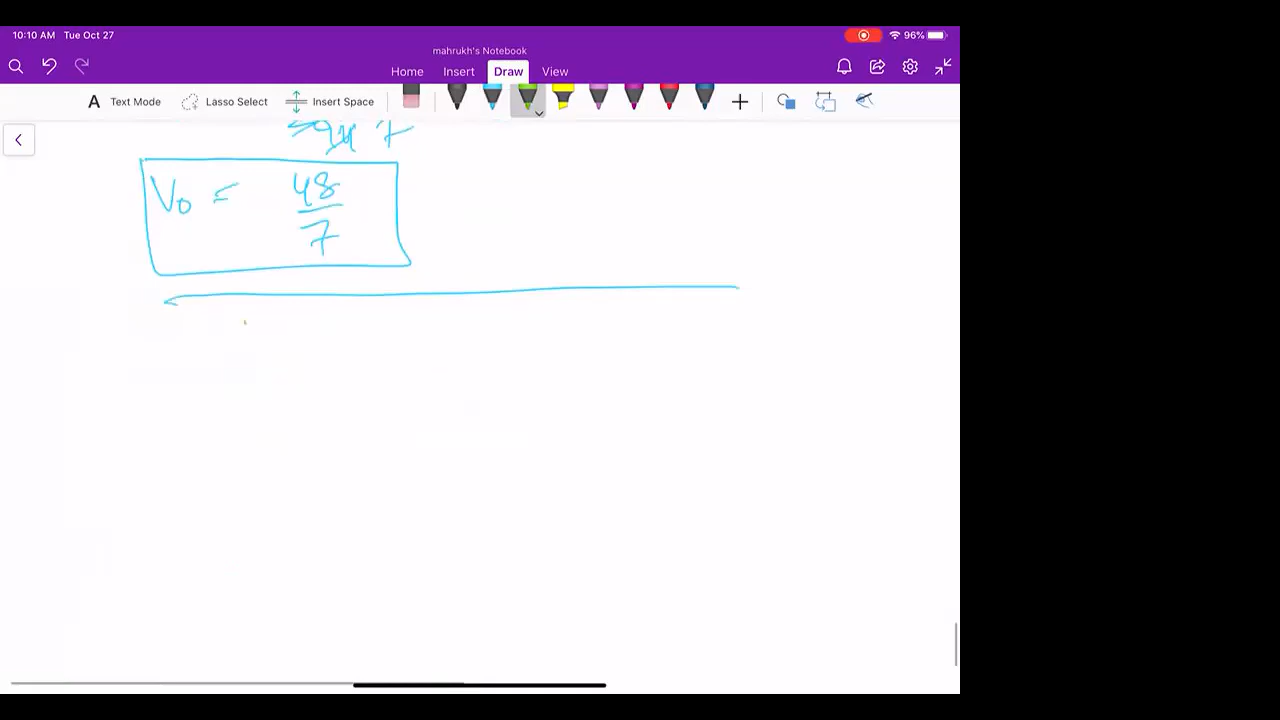 10:10 AM Tue Oct 27
96%
mahrukh's Notebook
Home Insert Draw View
A Text Mode Lasso Select Insert Space
7
V₀ = 48/7